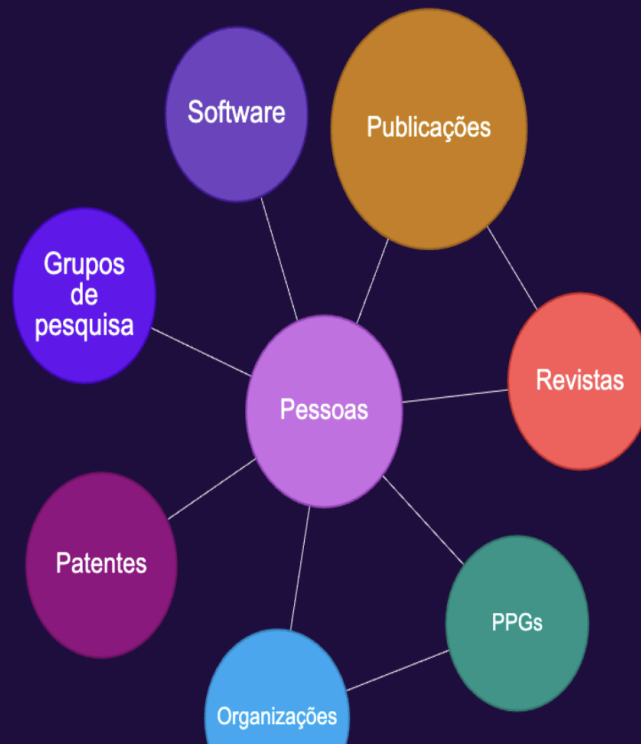 Software
Publicações
Grupos
de
pesquisa
Revistas
Pessoas
Patentes
PPGs
Organizações